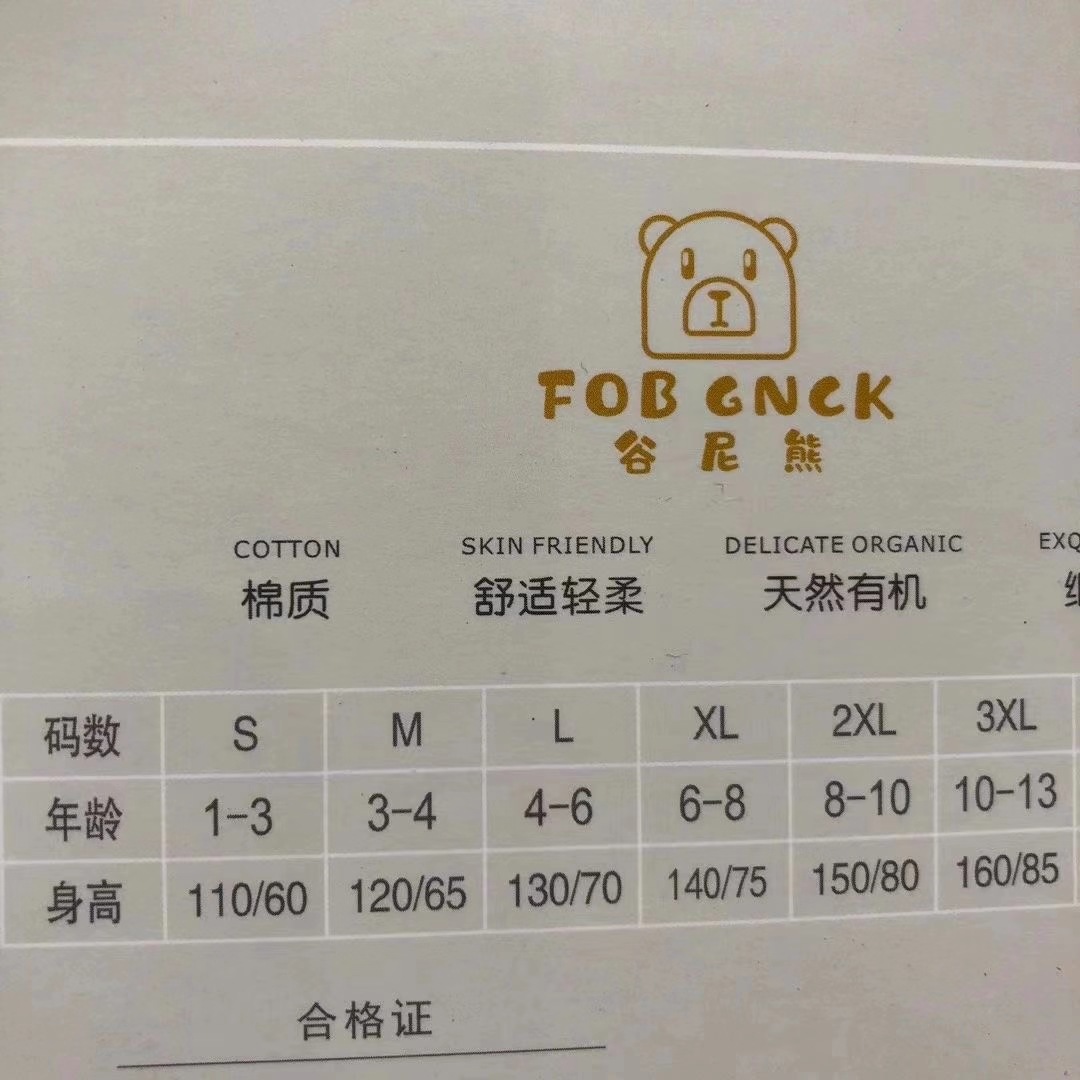 FOB GNCK
谷尼熊
COTTON SKIN FRIENDLY DELICATE ORGANIC EXQ
棉质 舒适轻柔 天然有机
码数 S M L XL 2XL 3XL
年龄 1-3 3-4 4-6 6-8 8-10 10-13
身高 110/60 120/65 130/70 140/75 150/80 160/85
合格证